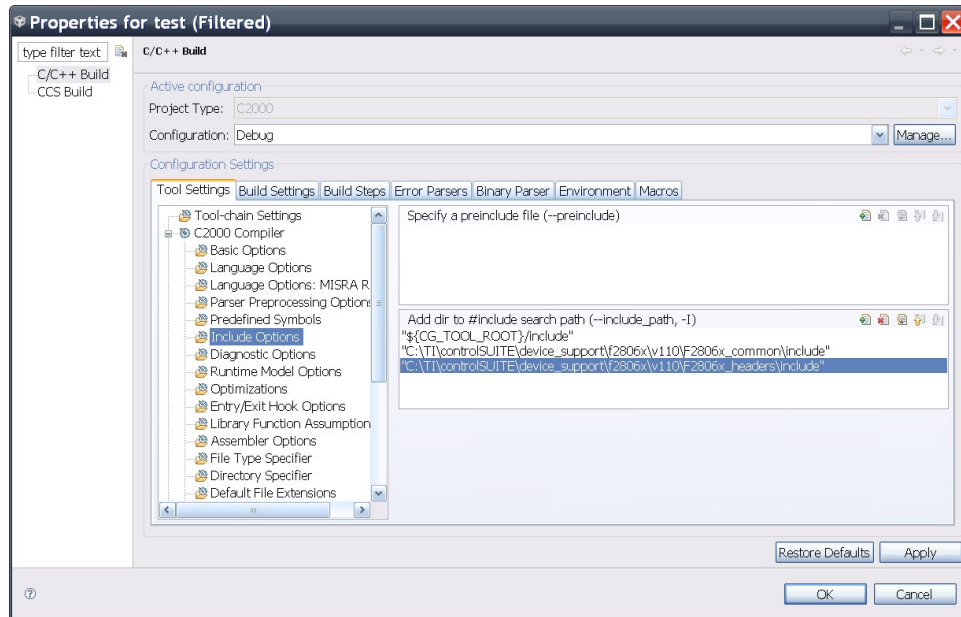 Properties for test (Filtered)
type filter text
C/C++ Build
CCS Build
C/C++ Build
Active configuration
Project Type: C2000
Configuration: Debug
Manage...
Configuration Settings
Tool Settings Build Settings Build Steps Error Parsers Binary Parser Environment Macros
Tool-chain Settings
C2000 Compiler
Basic Options
Language Options
Language Options: MISRA R
Parser Preprocessing Options
Predefined Symbols
Include Options
Diagnostic Options
Runtime Model Options
Optimizations
Entry/Exit Hook Options
Library Function Assumption
Assembler Options
File Type Specifier
Directory Specifier
Default File Extensions
Specify a preinclude file (--preinclude)
Add dir to #include search path (--include_path, -I)
"${CG_TOOL_ROOT}/include"
"C:\TI\controlSUITE\device_support\f2806x\v110\F2806x_common\include"
"C:\TI\controlSUITE\device_support\f2806x\v110\F2806x_headers\include"
Restore Defaults Apply
OK Cancel